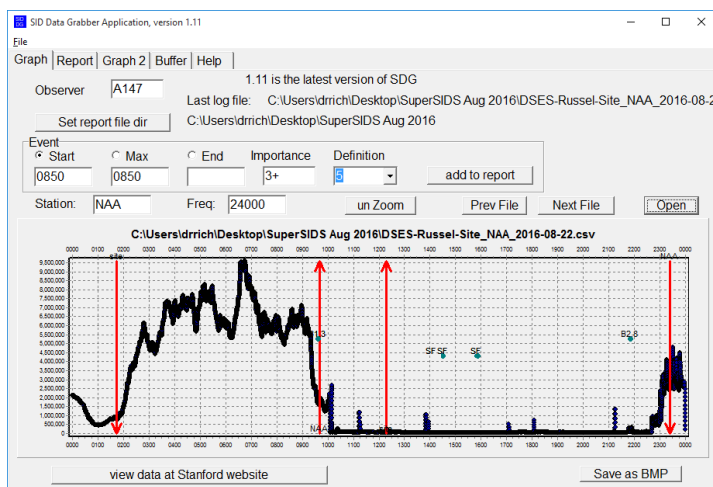 SID DG SID Data Grabber Application, version 1.11
File
Graph Report Graph 2 Buffer Help
Observer A147 1.11 is the latest version of SDG
Last log file: C:\Users\drrich\Desktop\SuperSIDS Aug 2016\DSES-Russel-Site_NAA_2016-08-2
Set report file dir C:\Users\drrich\Desktop\SuperSIDS Aug 2016
Event
Start Max End Importance Definition
0850 0850 3+ 5 add to report
Station: NAA Freq: 24000 un Zoom Prev File Next File Open
C:\Users\drrich\Desktop\SuperSIDS Aug 2016\DSES-Russel-Site_NAA_2016-08-22.csv
0000 0100 0200 0300 0400 0500 0600 0700 0800 0900 1000 1100 1200 1300 1400 1500 1600 1700 1800 1900 2000 2100 2200 2300 0000
site NAA
9,500,000
9,000,000
8,500,000
8,000,000
7,500,000
7,000,000
6,500,000
6,000,000
5,500,000
1.3 B2.8
5,000,000
4,500,000
SF SF SF
4,000,000
3,500,000
3,000,000
2,500,000
2,000,000
1,500,000
1,000,000
500,000
NAA
0
0000 0100 0200 0300 0400 0500 0600 0700 0800 0900 1000 1100 1200 1300 1400 1500 1600 1700 1800 1900 2000 2100 2200 2300 0000
view data at Stanford website Save as BMP